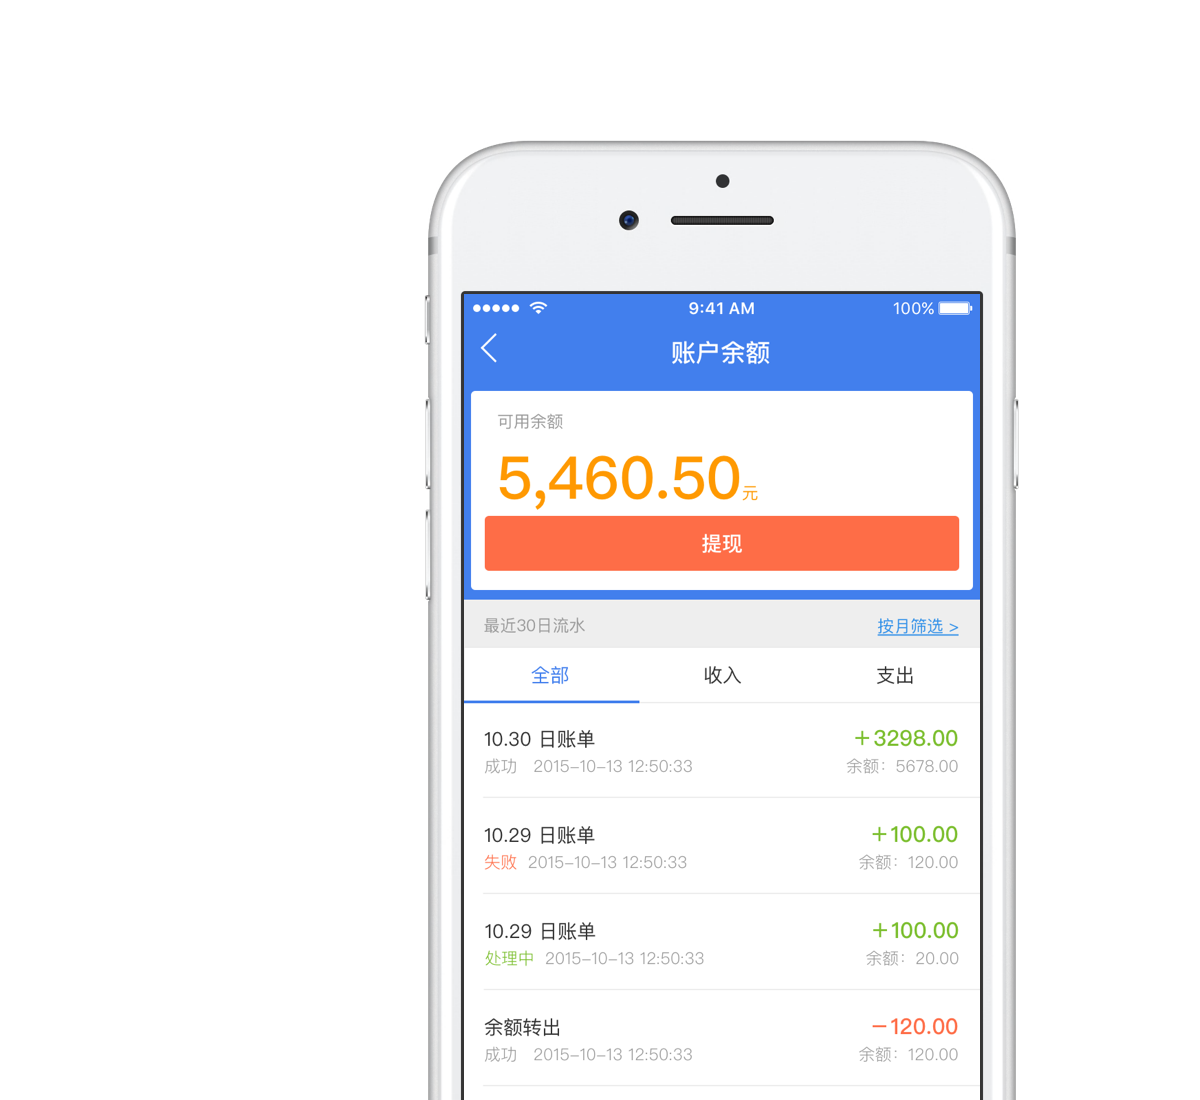 9:41 AM 100%
账户余额
可用余额
5,460.50元
提现
最近30日流水 按月筛选 >
全部 收入 支出
10.30 日账单 +3298.00
成功 2015-10-13 12:50:33 余额：5678.00
10.29 日账单 +100.00
失败 2015-10-13 12:50:33 余额：120.00
10.29 日账单 +100.00
处理中 2015-10-13 12:50:33 余额：20.00
余额转出 -120.00
成功 2015-10-13 12:50:33 余额：120.00